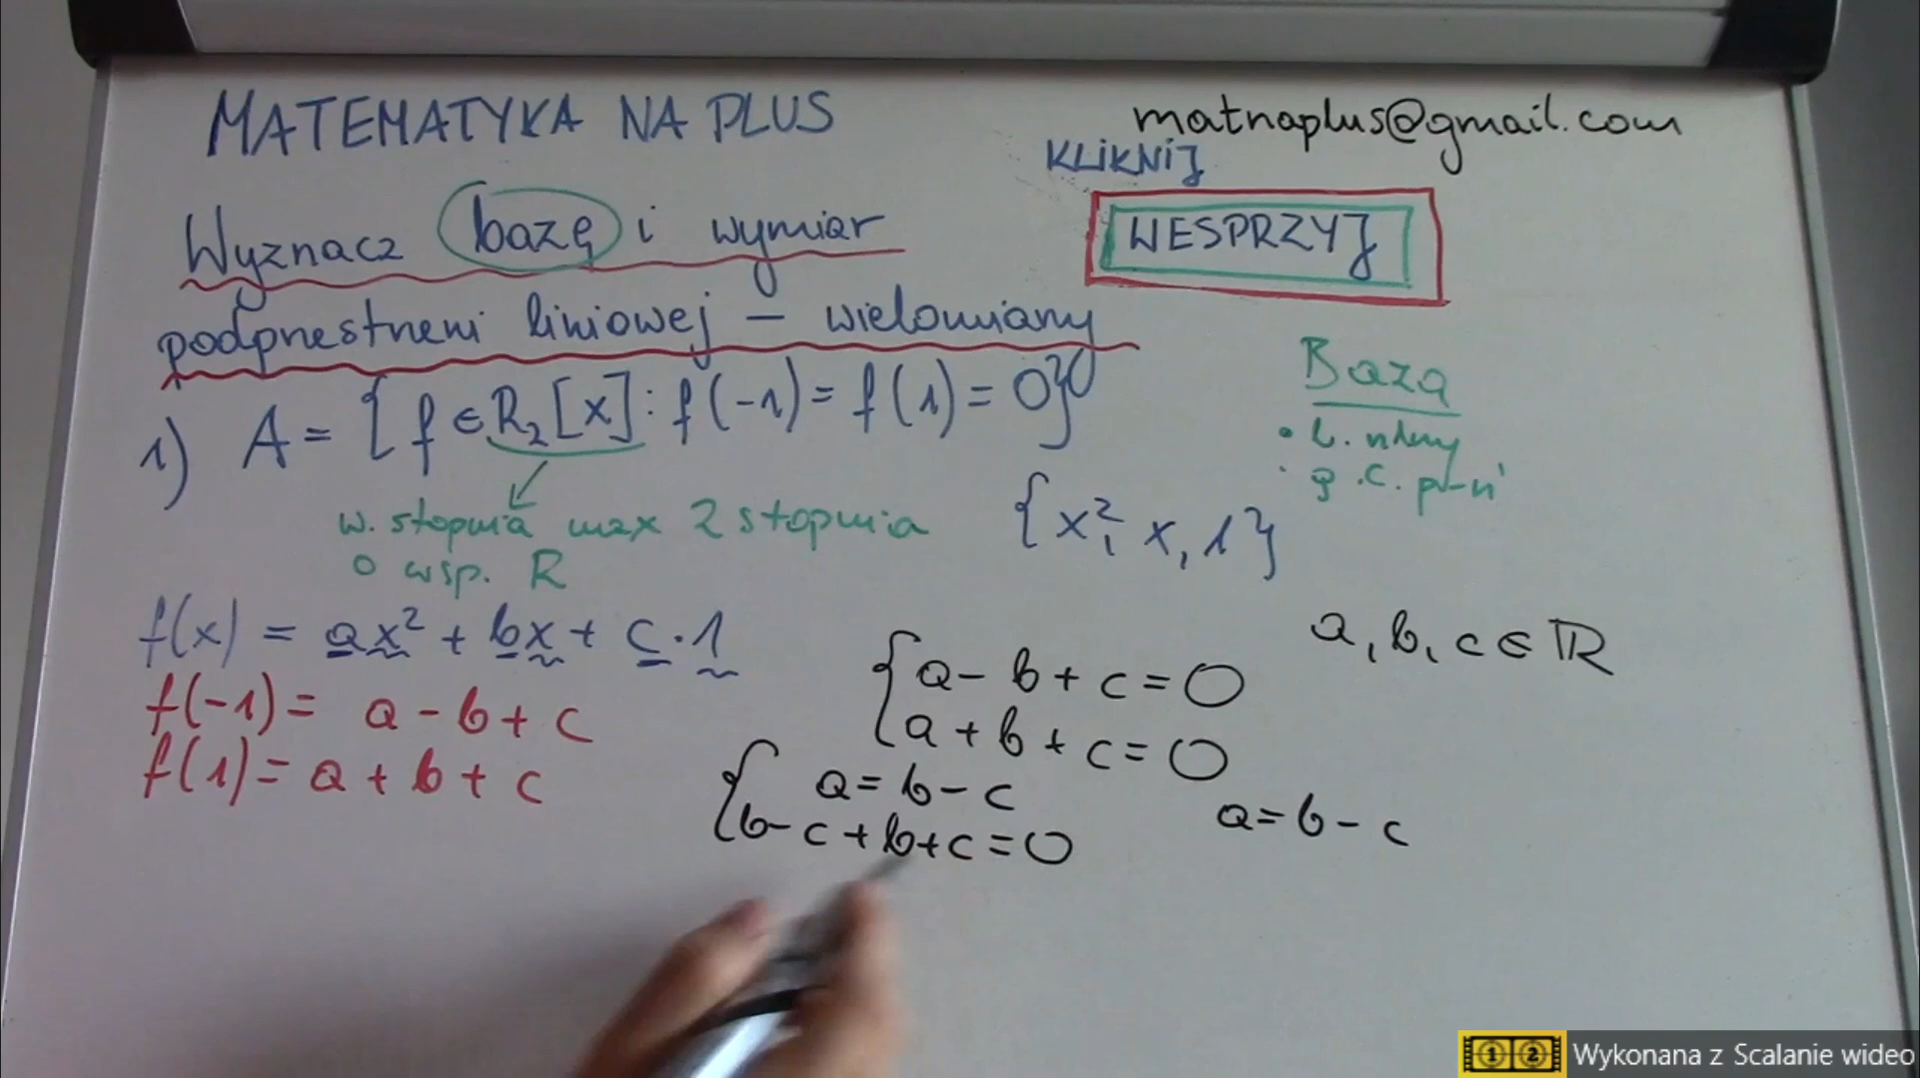 MATEMATYKA NA PLUS
matnaplus@gmail.com
KLIKNIJ
WESPRZYJ
Wyznacz bazę i wymiar
podprzestrzeni liniowej – wielomiany
1) A = { f ∈ R₂[x] : f(-1) = f(1) = 0}
w. stopnia max 2 stopnia
o wsp. R
Baza
{x², x, 1}
f(x) = ax² + bx + c·1
f(-1) = a - b + c
f(1) = a + b + c
a, b, c ∈ ℝ
{ a - b + c = 0
a + b + c = 0
{ a = b - c
b - c + b + c = 0
a = b - c
1 2 Wykonana z Scalanie wideo